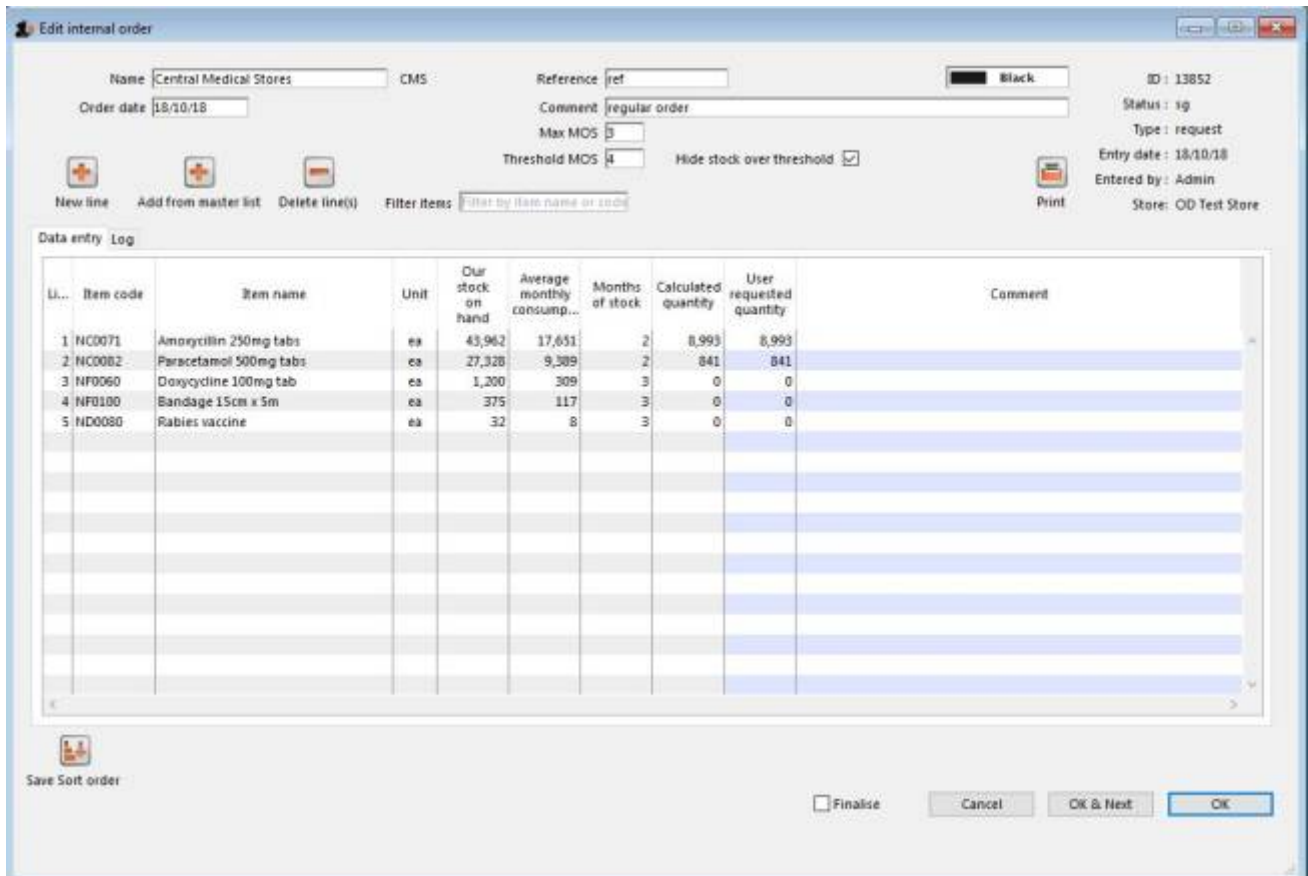 Edit internal order
Name Central Medical Stores CMS Reference ref Black ID : 13852
Order date 18/10/18 Comment regular order Status : sg
Max MOS 3 Type : request
Threshold MOS 4 Hide stock over threshold Entry date : 18/10/18
Entered by : Admin
New line Add from master list Delete line(s) Filter items Filter by item name or code Print Store: OD Test Store
Data entry Log
Li... Item code Item name Unit Our stock on hand Average monthly consump... Months of stock Calculated quantity User requested quantity Comment
1 NC0071 Amoxycillin 250mg tabs ea 43,962 17,651 2 8,993 8,993
2 NC0082 Paracetamol 500mg tabs ea 27,328 9,389 2 841 841
3 NF0060 Doxycycline 100mg tab ea 1,200 309 3 0 0
4 NF0100 Bandage 15cm x 5m ea 375 117 3 0 0
5 ND0080 Rabies vaccine ea 32 8 3 0 0
Save Sort order
Finalise Cancel OK & Next OK